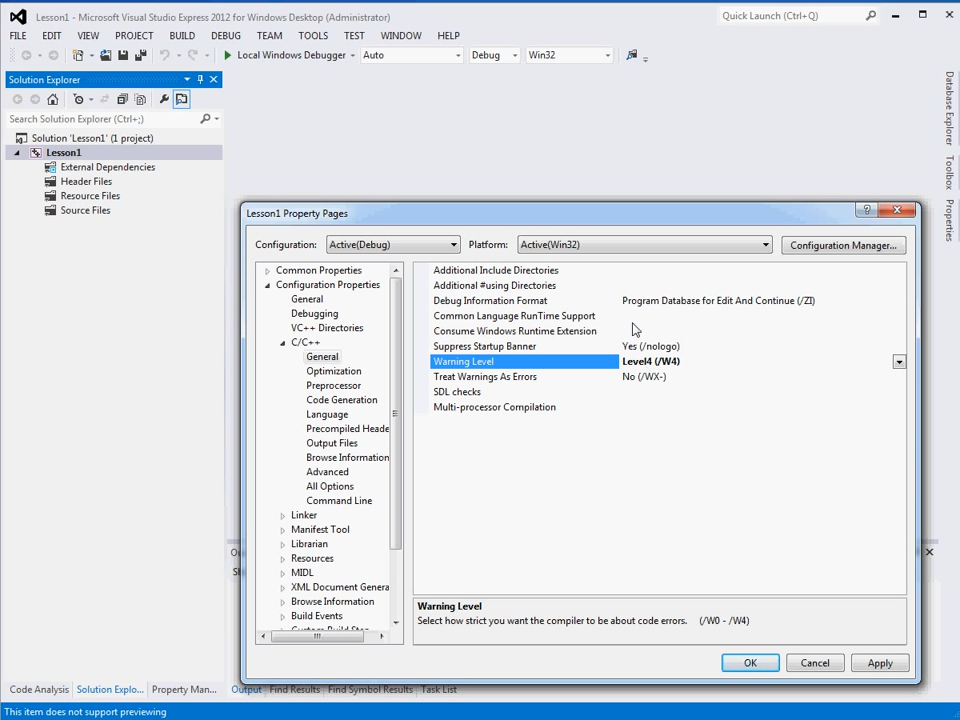 Lesson1 - Microsoft Visual Studio Express 2012 for Windows Desktop (Administrator)
Quick Launch (Ctrl+Q)
FILE EDIT VIEW PROJECT BUILD DEBUG TEAM TOOLS TEST WINDOW HELP
Local Windows Debugger Auto Debug Win32
Solution Explorer
Search Solution Explorer (Ctrl+;)
Solution 'Lesson1' (1 project)
Lesson1
External Dependencies
Header Files
Resource Files
Source Files
Database Explorer
Toolbox
Properties
Lesson1 Property Pages
Configuration: Active(Debug) Platform: Active(Win32) Configuration Manager...
Common Properties
Configuration Properties
General
Debugging
VC++ Directories
C/C++
General
Optimization
Preprocessor
Code Generation
Language
Precompiled Heade
Output Files
Browse Information
Advanced
All Options
Command Line
Linker
Manifest Tool
Librarian
Resources
MIDL
XML Document Genera
Browse Information
Build Events
Custom Build Step
Additional Include Directories
Additional #using Directories
Debug Information Format Program Database for Edit And Continue (/ZI)
Common Language RunTime Support
Consume Windows Runtime Extension
Suppress Startup Banner Yes (/nologo)
Warning Level Level4 (/W4)
Treat Warnings As Errors No (/WX-)
SDL checks
Multi-processor Compilation
Warning Level
Select how strict you want the compiler to be about code errors. (/W0 - /W4)
OK Cancel Apply
Code Analysis Solution Explo... Property Man... Output Find Results Find Symbol Results Task List
This item does not support previewing